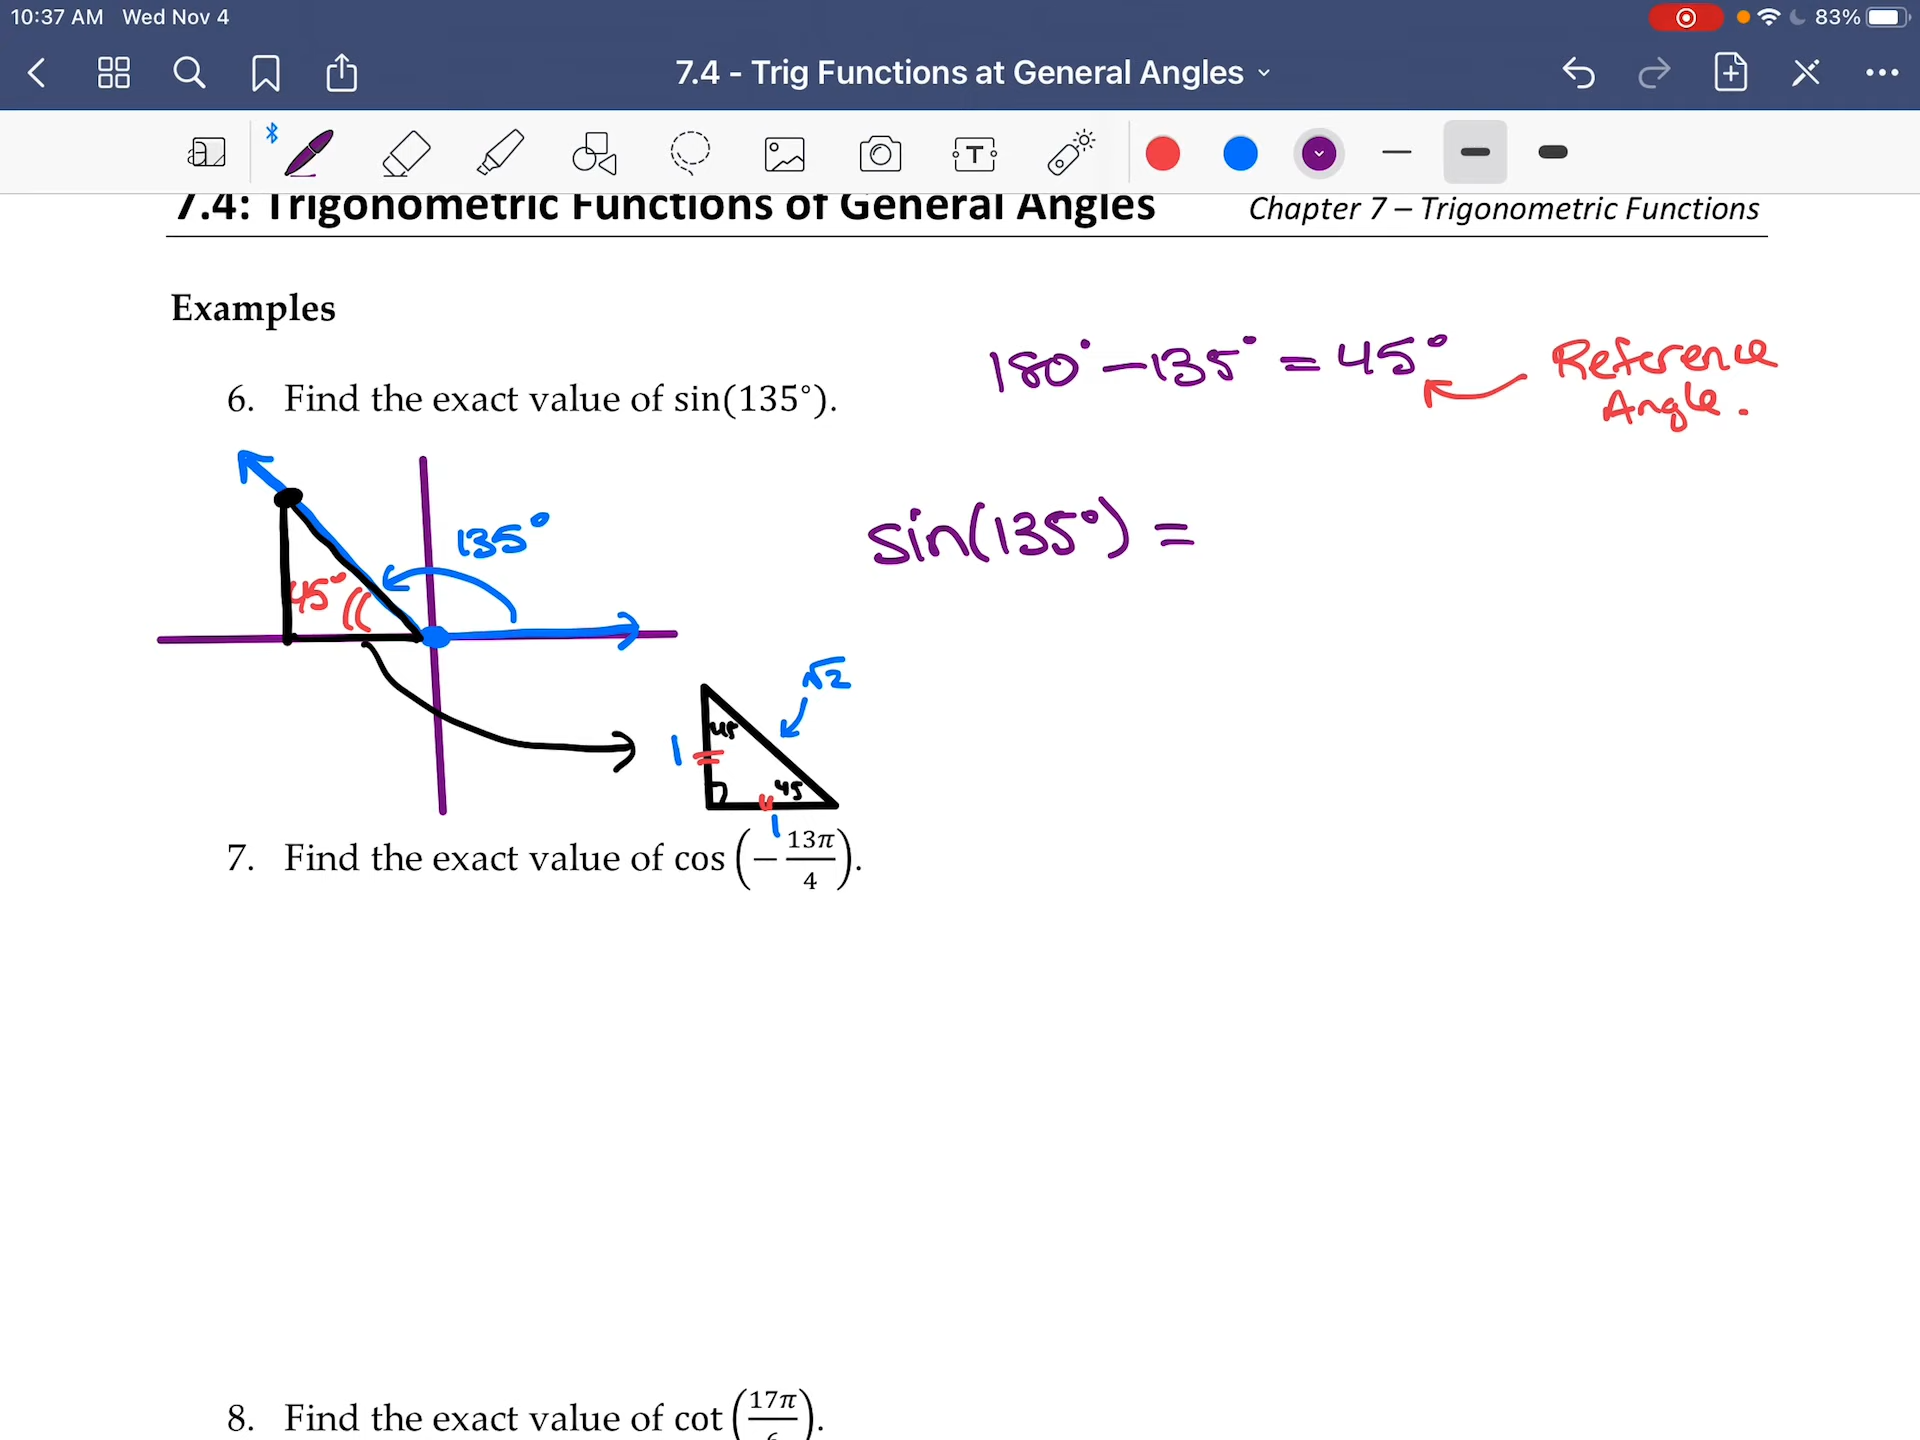 10:37 AM Wed Nov 4
83%
7.4 - Trig Functions at General Angles
7.4: Trigonometric Functions of General Angles
Chapter 7 – Trigonometric Functions
Examples
180° − 135° = 45°
Reference
Angle.
6. Find the exact value of sin(135°).
135°
sin(135°) =
45°
√2
45
1
45
1
7. Find the exact value of cos(−13π/4).
8. Find the exact value of cot(17π/6).